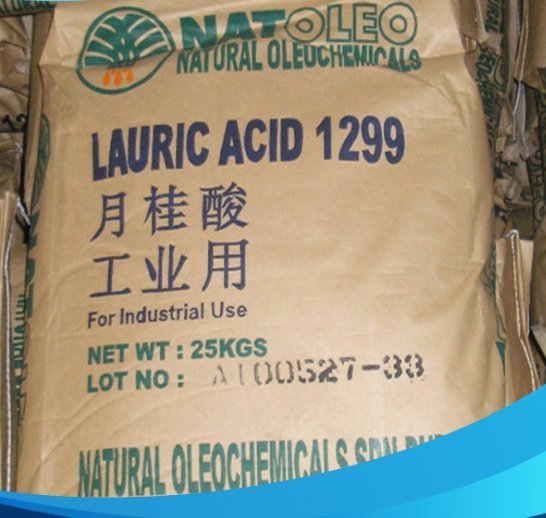 NATOLEO
NATURAL OLEOCHEMICALS
LAURIC ACID 1299
月桂酸
工业用
For Industrial Use
NET WT : 25KGS
LOT NO : A100527-33
NATURAL OLEOCHEMICALS SDN